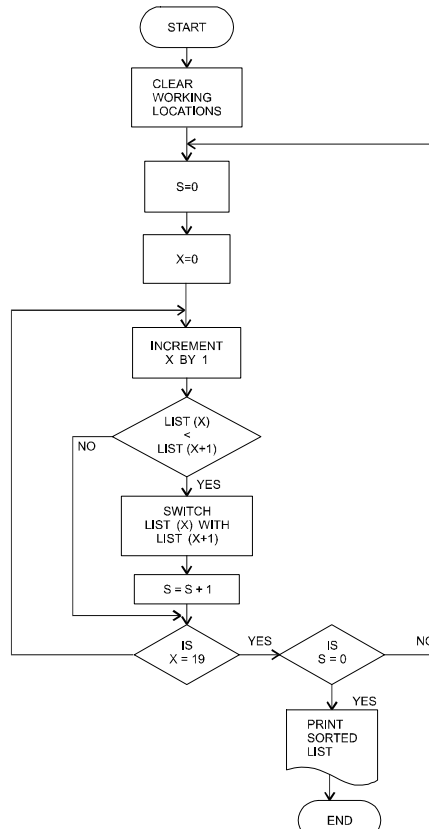 START
CLEAR
WORKING
LOCATIONS
S=0
X=0
INCREMENT
X BY 1
LIST (X)
<
LIST (X+1)
NO
YES
SWITCH
LIST (X) WITH
LIST (X+1)
S = S + 1
IS
X = 19
YES
IS
S = 0
NO
YES
PRINT
SORTED
LIST
END